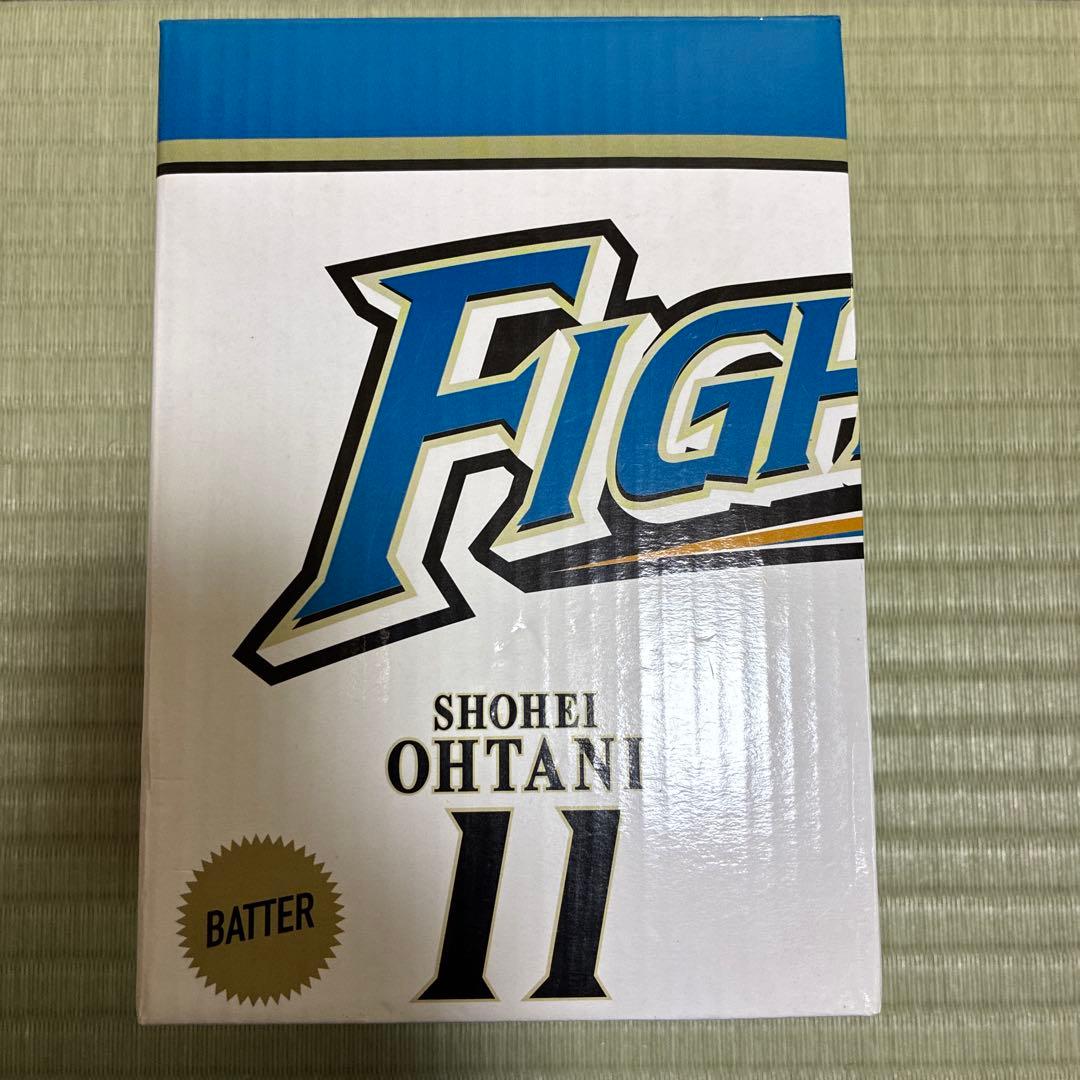 FIGH
SHOHEI
OHTANI
11
BATTER